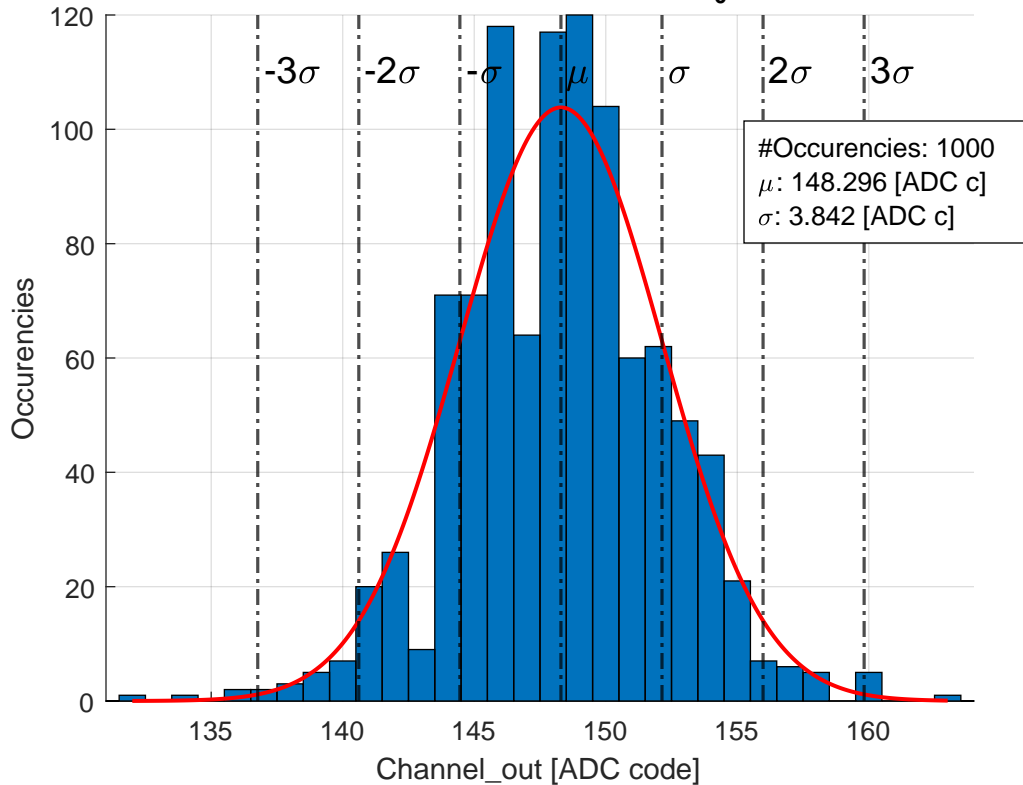 120
100
80
60
40
20
0
-3σ
-2σ
-σ
μ
σ
2σ
3σ
#Occurencies: 1000
μ: 148.296 [ADC c]
σ: 3.842 [ADC c]
Occurencies
135
140
145
150
155
160
Channel_out [ADC code]